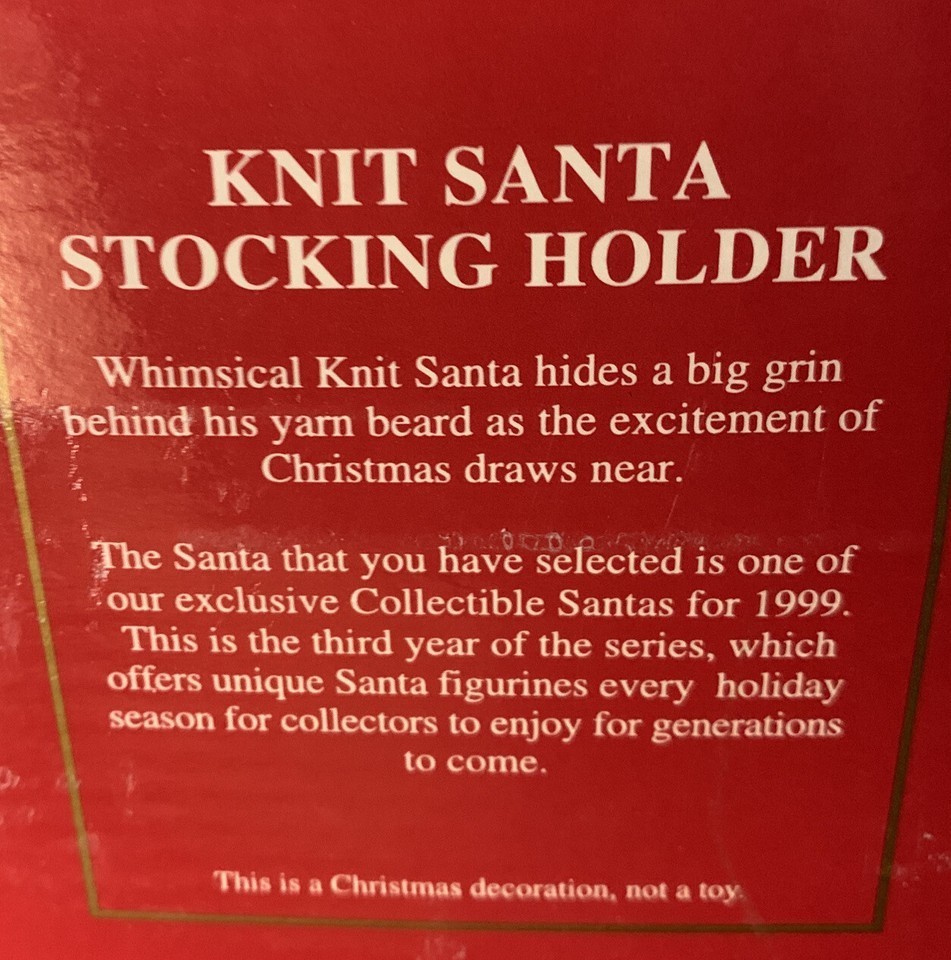 KNIT SANTA
STOCKING HOLDER
Whimsical Knit Santa hides a big grin
behind his yarn beard as the excitement of
Christmas draws near.
The Santa that you have selected is one of
our exclusive Collectible Santas for 1999.
This is the third year of the series, which
offers unique Santa figurines every holiday
season for collectors to enjoy for generations
to come.
This is a Christmas decoration, not a toy.